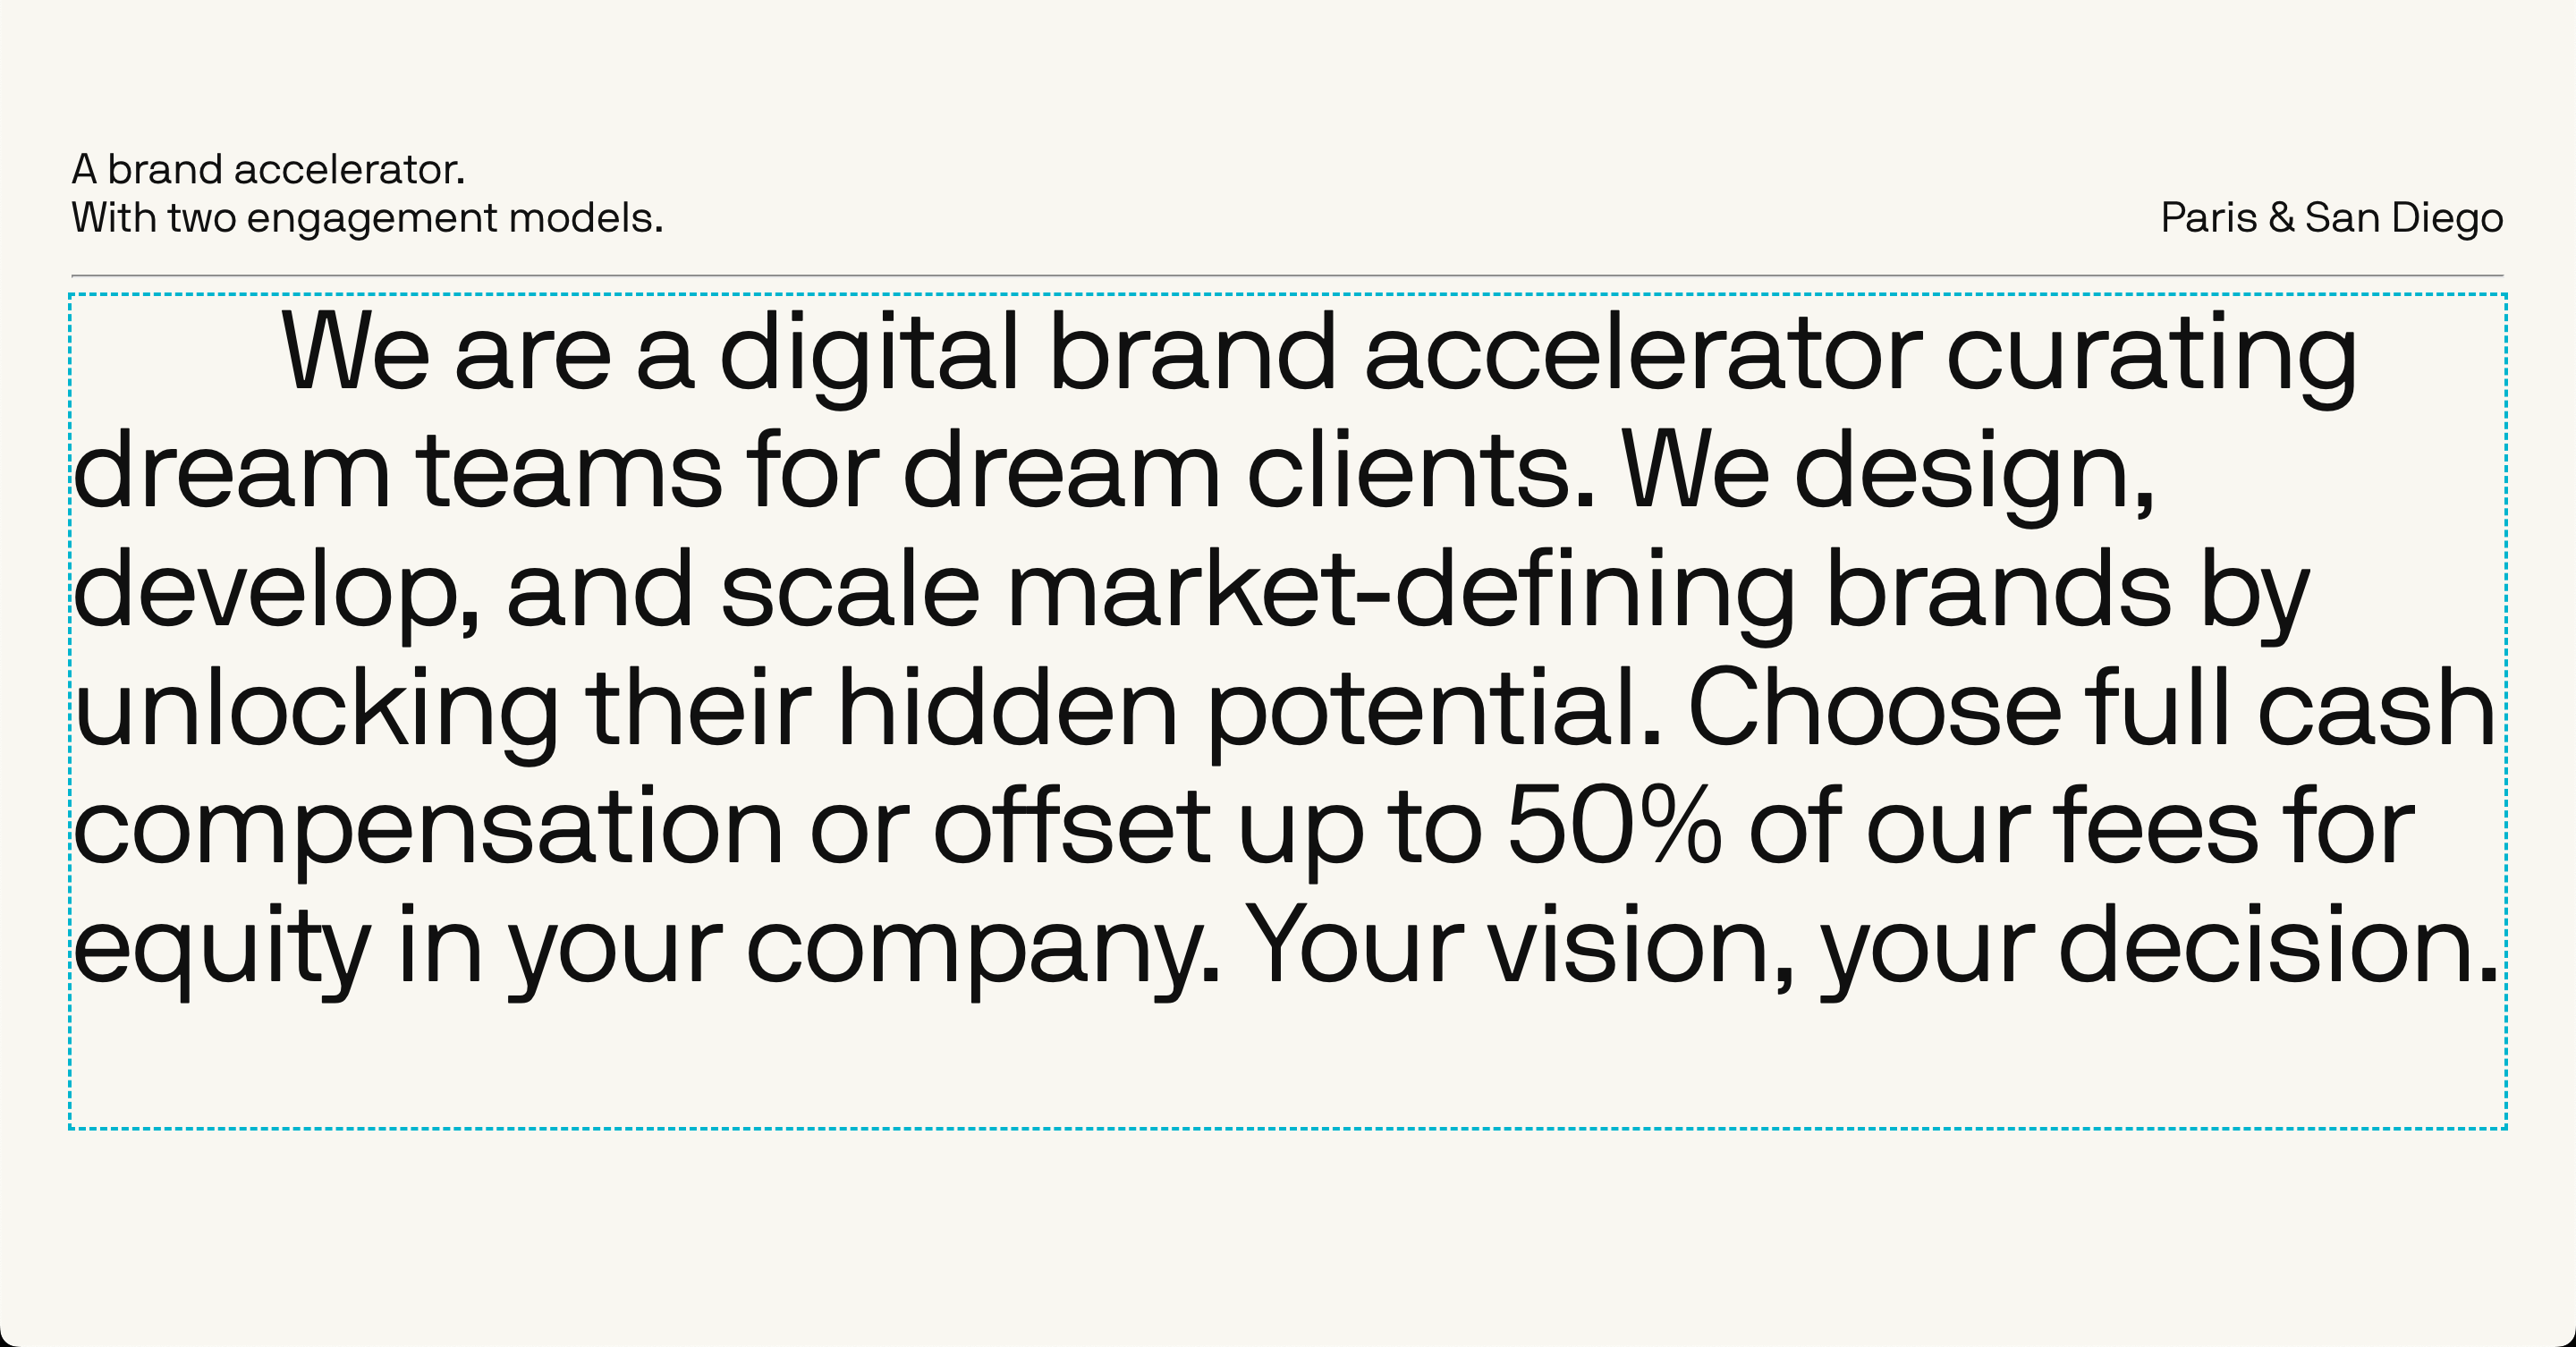 A brand accelerator.
With two engagement models.
Paris & San Diego
We are a digital brand accelerator curating
dream teams for dream clients. We design,
develop, and scale market-defining brands by
unlocking their hidden potential. Choose full cash
compensation or offset up to 50% of our fees for
equity in your company. Your vision, your decision.